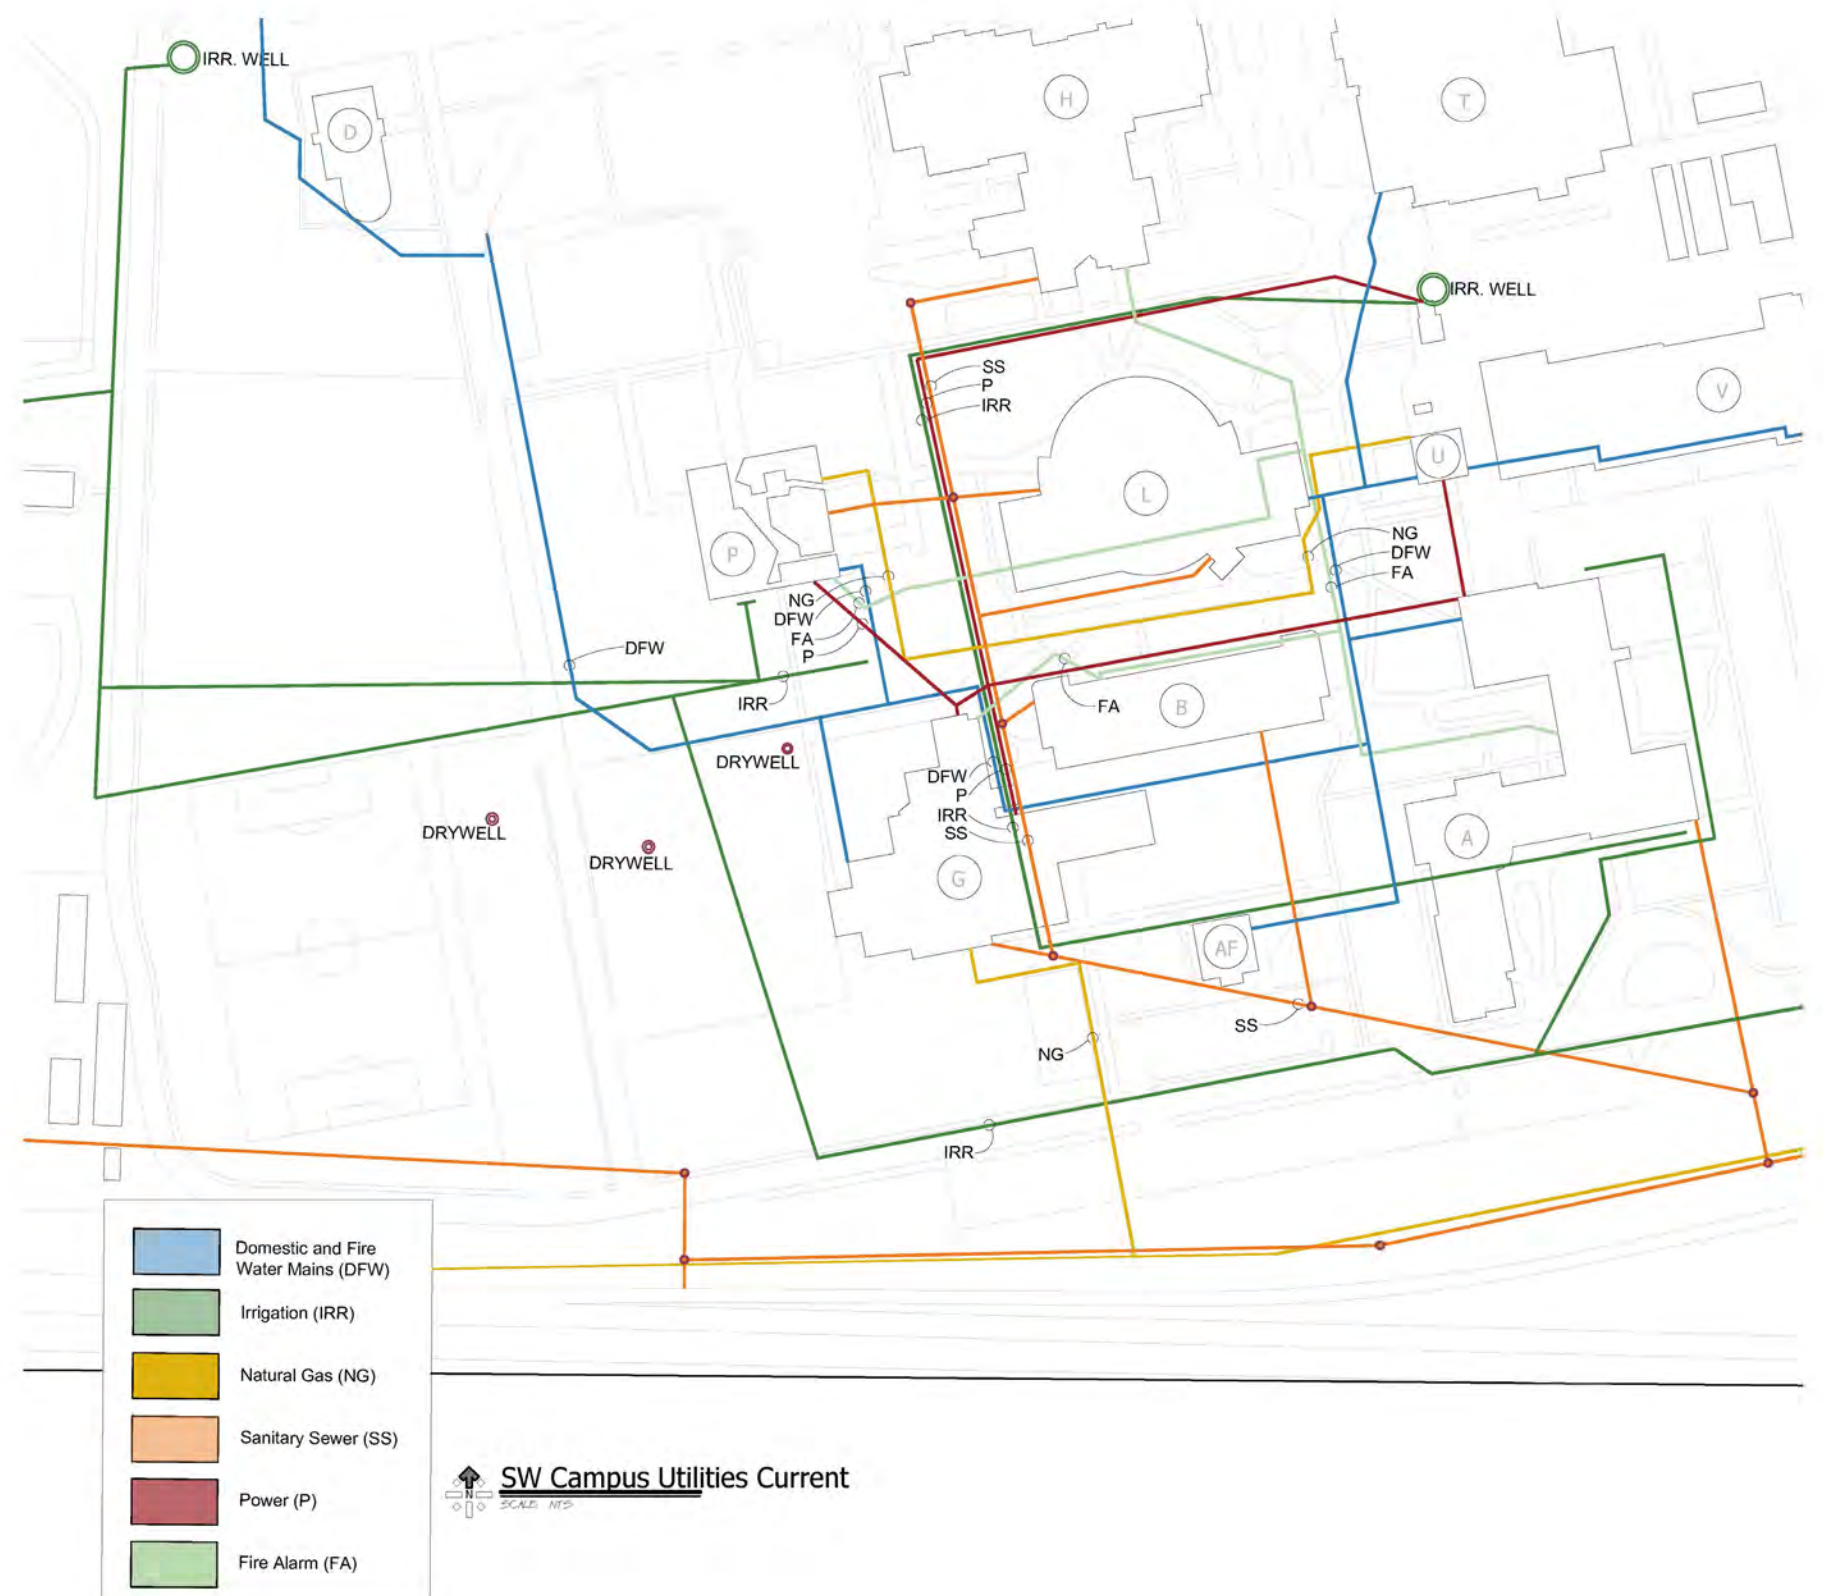 IRR. WELL
D
H
T
IRR. WELL
SS
P
IRR
V
U
L
P
NG
DFW
FA
NG
DFW
FA
P
DFW
IRR
FA
B
DRYWELL
DRYWELL
DRYWELL
DFW
P
IRR
SS
A
G
AF
SS
NG
IRR
Domestic and Fire
Water Mains (DFW)
Irrigation (IRR)
Natural Gas (NG)
Sanitary Sewer (SS)
Power (P)
Fire Alarm (FA)
N
SW Campus Utilities Current
SCALE: NTS